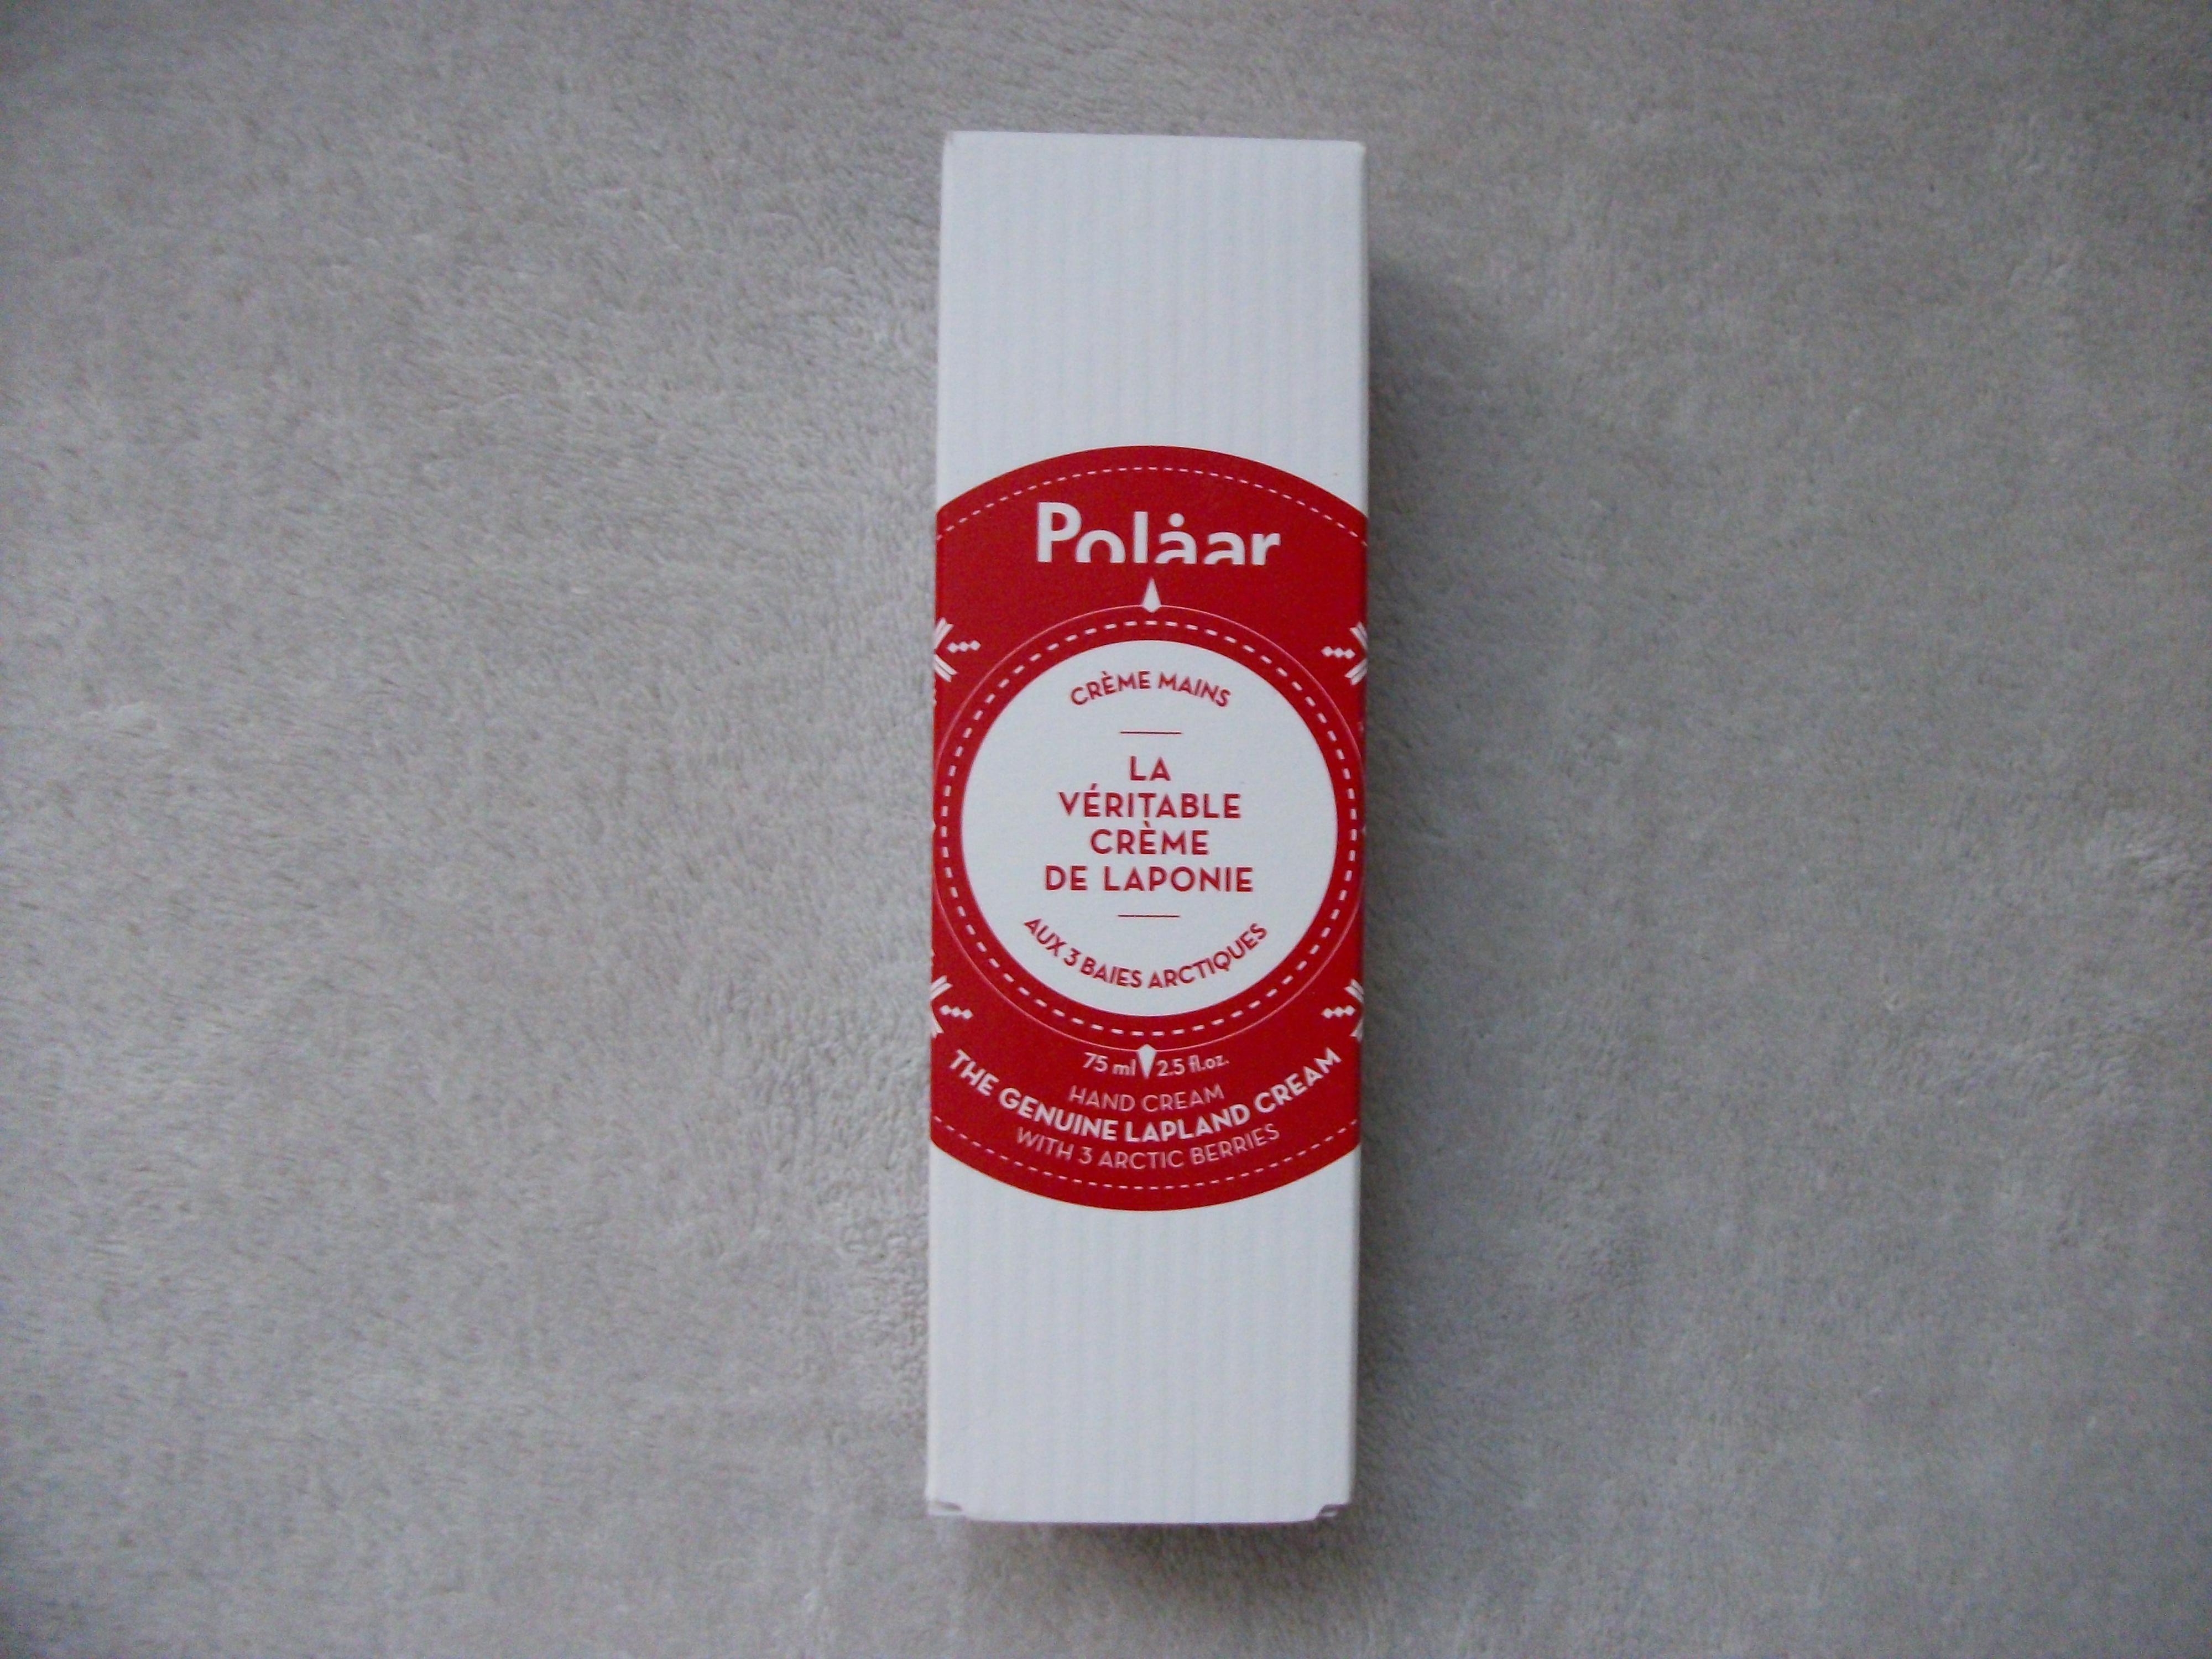 Polåar
CRÈME MAINS
LA
VÉRITABLE
CRÈME
DE LAPONIE
AUX 3 BAIES ARCTIQUES
75 ml 2.5 fl.oz.
HAND CREAM
THE GENUINE LAPLAND CREAM
WITH 3 ARCTIC BERRIES